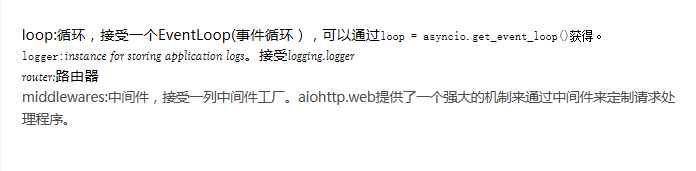 loop:循环，接受一个EventLoop(事件循环），可以通过loop = asyncio.get_event_loop()获得。
logger:instance for storing application logs。接受logging.logger
router:路由器
middlewares:中间件，接受一列中间件工厂。aiohttp.web提供了一个强大的机制来通过中间件来定制请求处
理程序。